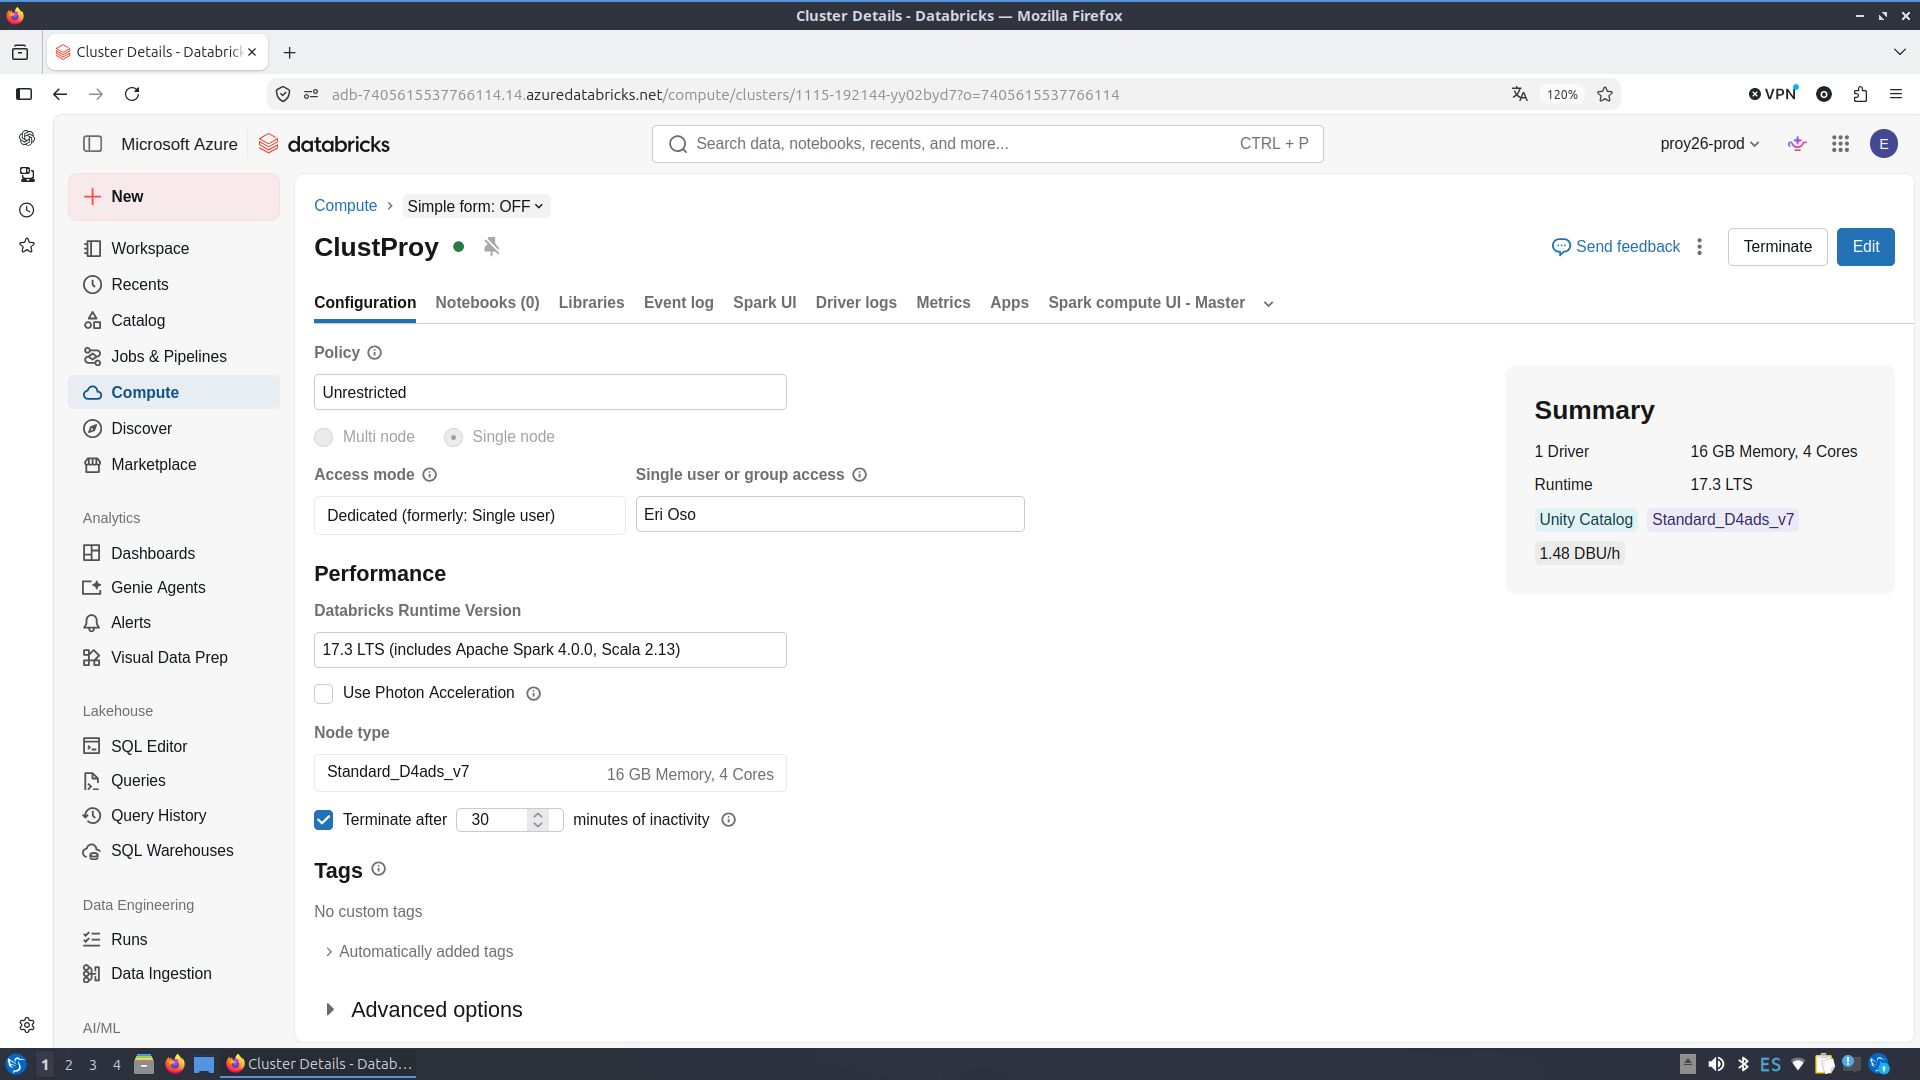 Cluster Details - Databricks — Mozilla Firefox
Cluster Details - Databrick
adb-7405615537766114.14.azuredatabricks.net/compute/clusters/1115-192144-yy02byd7?o=7405615537766114
120%
VPN
Microsoft Azure
databricks
Search data, notebooks, recents, and more...
CTRL + P
proy26-prod
E
New
Workspace
Recents
Catalog
Jobs & Pipelines
Compute
Discover
Marketplace
Analytics
Dashboards
Genie Agents
Alerts
Visual Data Prep
Lakehouse
SQL Editor
Queries
Query History
SQL Warehouses
Data Engineering
Runs
Data Ingestion
AI/ML
Compute
Simple form: OFF
ClustProy
Send feedback
Terminate
Edit
Configuration
Notebooks (0)
Libraries
Event log
Spark UI
Driver logs
Metrics
Apps
Spark compute UI - Master
Policy
Unrestricted
Multi node
Single node
Access mode
Single user or group access
Dedicated (formerly: Single user)
Eri Oso
Performance
Databricks Runtime Version
17.3 LTS (includes Apache Spark 4.0.0, Scala 2.13)
Use Photon Acceleration
Node type
Standard_D4ads_v7
16 GB Memory, 4 Cores
Terminate after
30
minutes of inactivity
Tags
No custom tags
Automatically added tags
Advanced options
Summary
1 Driver
16 GB Memory, 4 Cores
Runtime
17.3 LTS
Unity Catalog
Standard_D4ads_v7
1.48 DBU/h
1
2
3
4
Cluster Details - Datab...
ES